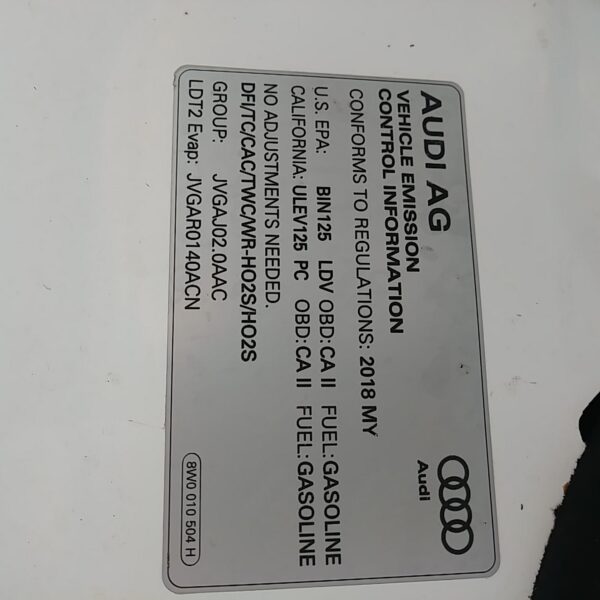 AUDI AG
VEHICLE EMISSION
CONTROL INFORMATION
CONFORMS TO REGULATIONS: 2018 MY
U.S. EPA: BIN125 LDV OBD:CA II FUEL:GASOLINE
CALIFORNIA: ULEV125 PC OBD:CA II FUEL:GASOLINE
NO ADJUSTMENTS NEEDED.
DFI/TC/CAC/TWC/WR-HO2S/HO2S
GROUP: JVGAJ02.0AAC
LDT2 Evap: JVGAR0140ACN
Audi
8W0 010 504 H